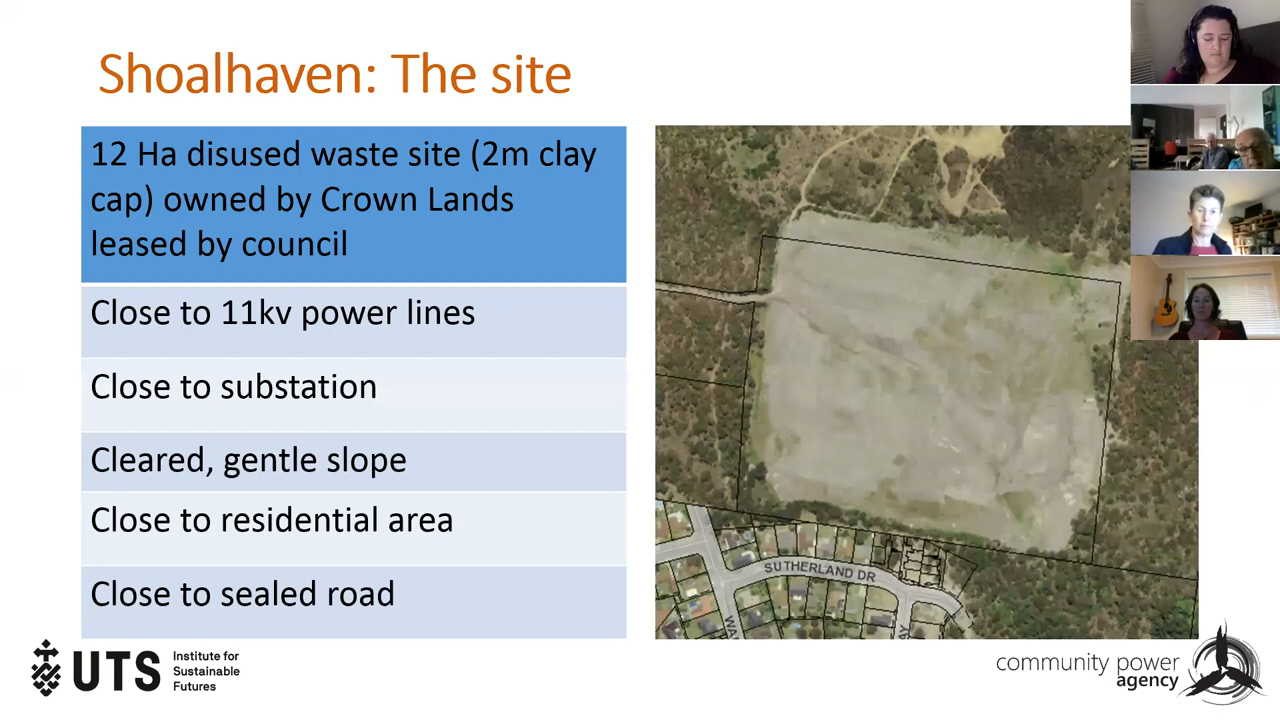 Shoalhaven: The site
12 Ha disused waste site (2m clay
cap) owned by Crown Lands
leased by council
Close to 11kv power lines
Close to substation
Cleared, gentle slope
Close to residential area
Close to sealed road
SUTHERLAND DR
WA
AY
UTS
Institute for
Sustainable
Futures
community power
agency